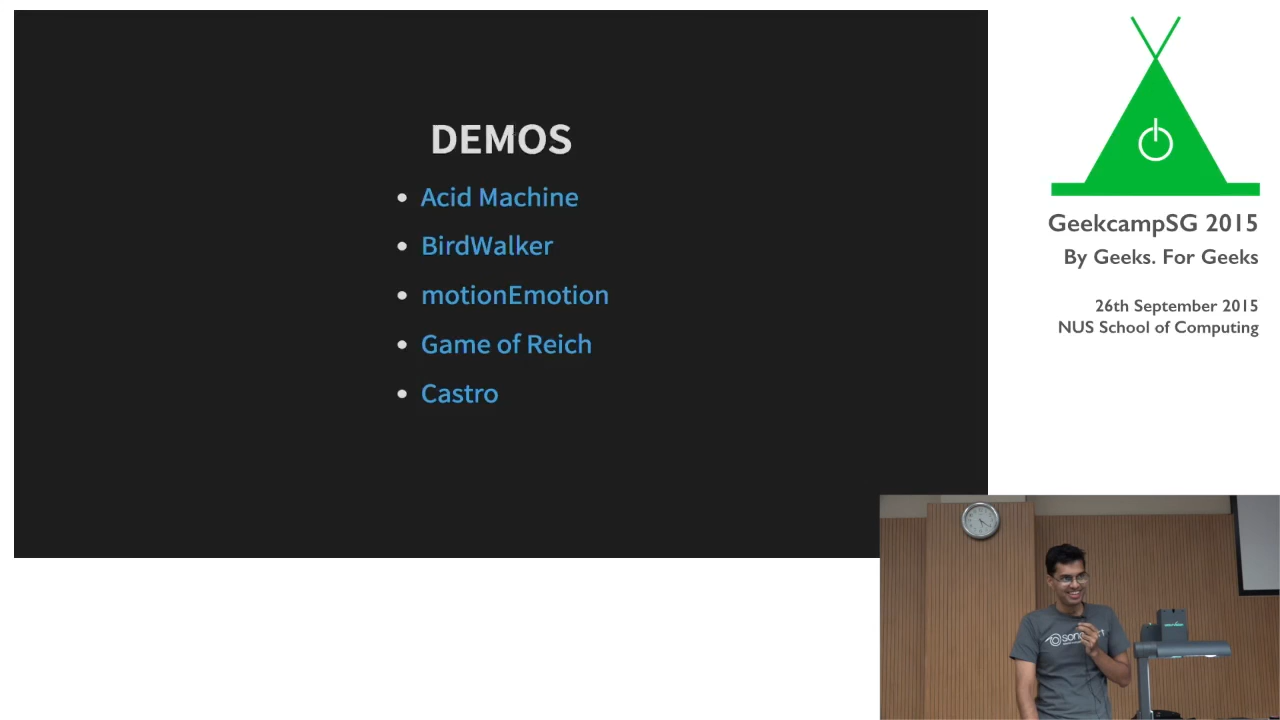 DEMOS
Acid Machine
BirdWalker
motionEmotion
Game of Reich
Castro
GeekcampSG 2015
By Geeks. For Geeks
26th September 2015
NUS School of Computing